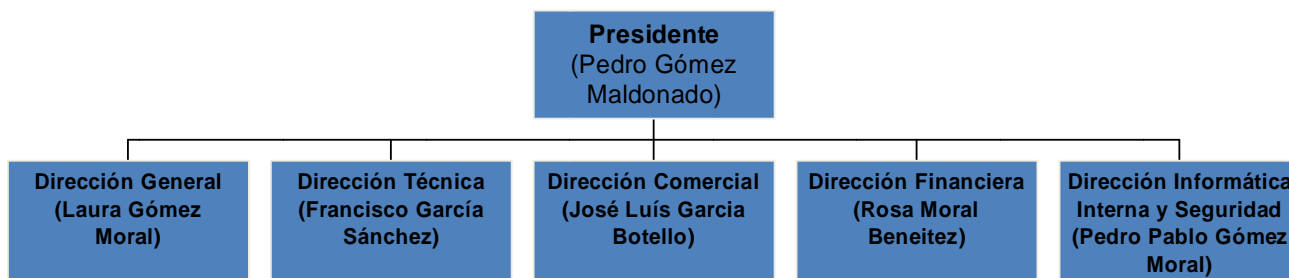 Presidente
(Pedro Gómez
Maldonado)
Dirección General
(Laura Gómez
Moral)
Dirección Técnica
(Francisco García
Sánchez)
Dirección Comercial
(José Luís Garcia
Botello)
Dirección Financiera
(Rosa Moral
Beneitez)
Dirección Informática
Interna y Seguridad
(Pedro Pablo Gómez
Moral)